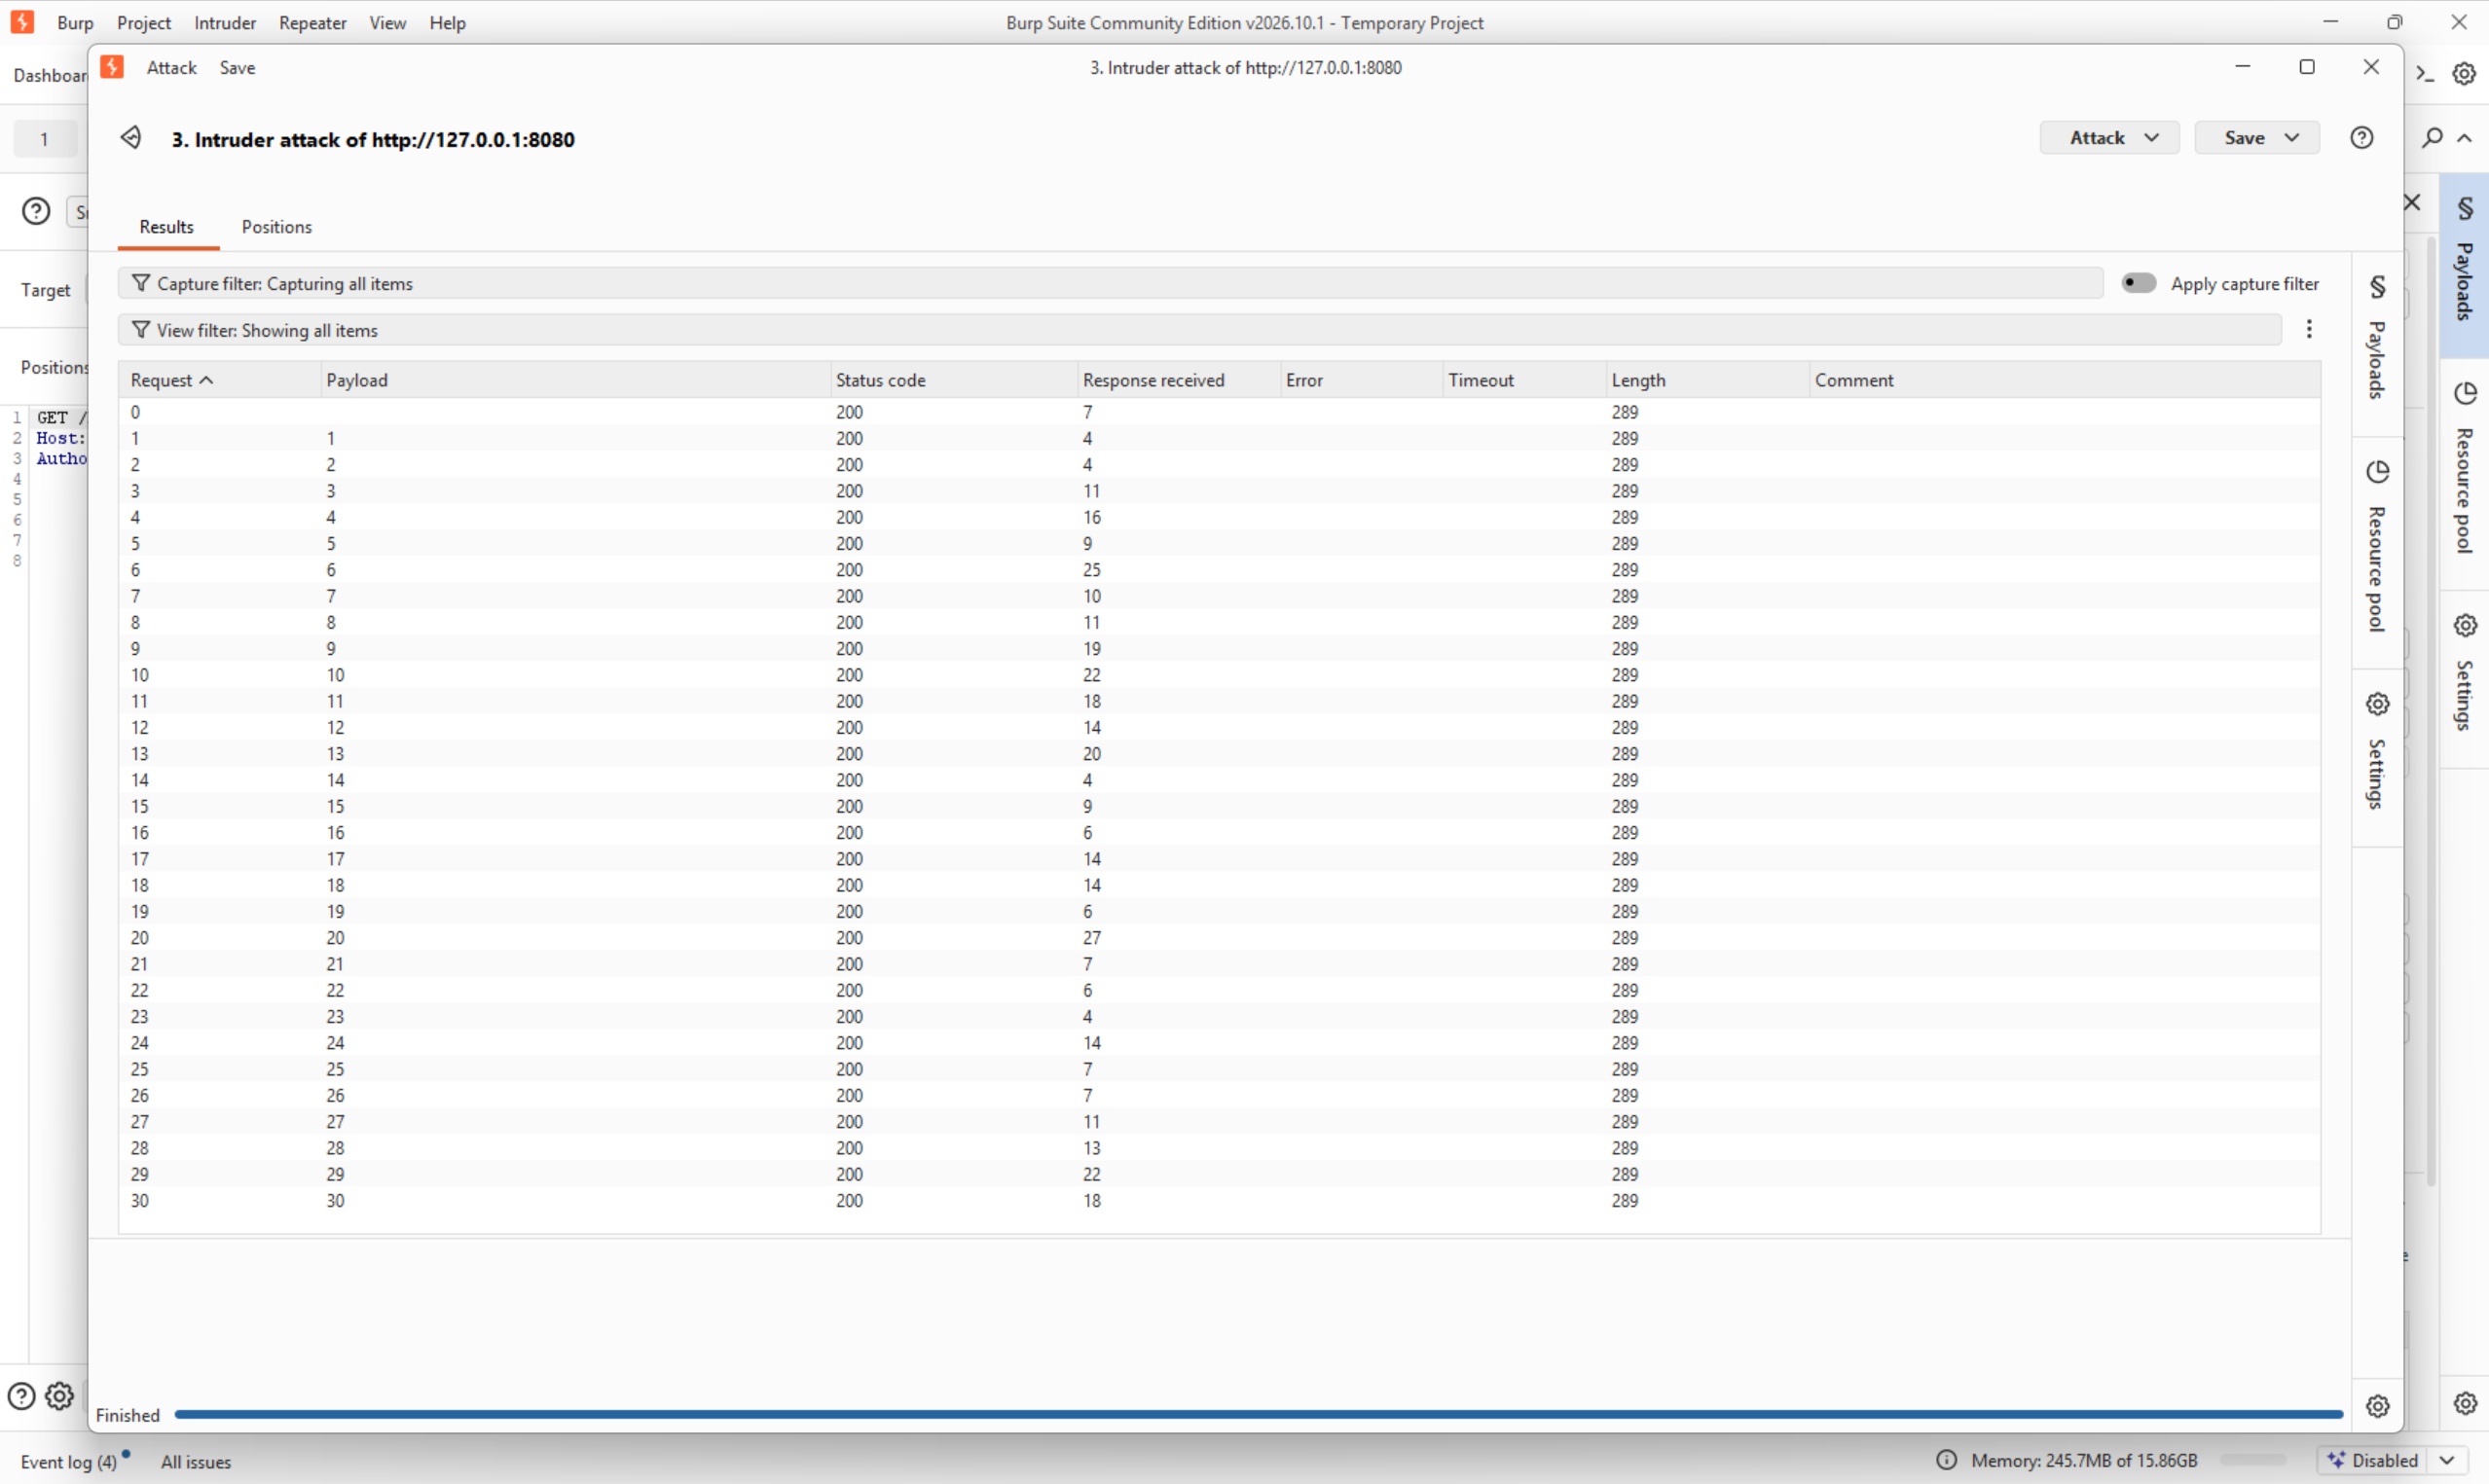 Burp Project Intruder Repeater View Help
Burp Suite Community Edition v2026.10.1 - Temporary Project
Attack Save
3. Intruder attack of http://127.0.0.1:8080
1
3. Intruder attack of http://127.0.0.1:8080
Attack Save
Results Positions
Target
Capture filter: Capturing all items
Apply capture filter
View filter: Showing all items
Positions
Request Payload Status code Response received Error Timeout Length Comment
0 200 7 289
1 1 200 4 289
2 2 200 4 289
3 3 200 11 289
4 4 200 16 289
5 5 200 9 289
6 6 200 25 289
7 7 200 10 289
8 8 200 11 289
9 9 200 19 289
10 10 200 22 289
11 11 200 18 289
12 12 200 14 289
13 13 200 20 289
14 14 200 4 289
15 15 200 9 289
16 16 200 6 289
17 17 200 14 289
18 18 200 14 289
19 19 200 6 289
20 20 200 27 289
21 21 200 7 289
22 22 200 6 289
23 23 200 4 289
24 24 200 14 289
25 25 200 7 289
26 26 200 7 289
27 27 200 11 289
28 28 200 13 289
29 29 200 22 289
30 30 200 18 289
1 GET /
2 Host:
3
4
5
6
7
8
§ Payloads
Resource pool
Settings
§ Payloads
Resource pool
Settings
Finished
Event log (4) All issues
Memory: 245.7MB of 15.86GB
Disabled